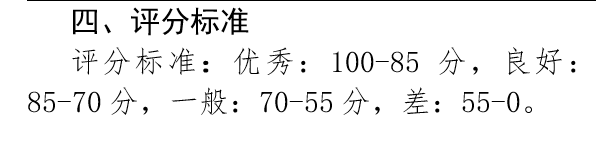 四、评分标准
评分标准：优秀：100-85 分，良好：
85-70 分，一般：70-55 分，差：55-0。